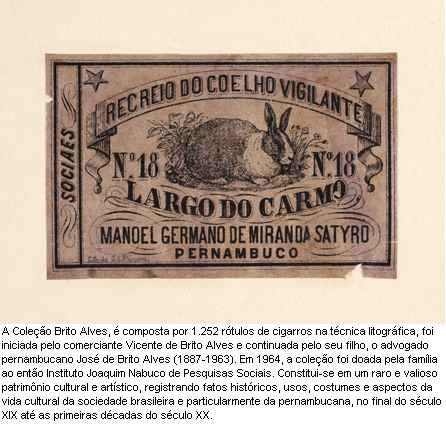 RECREIO DO COELHO VIGILANTE
SOCIAES
Nº 18
Nº 18
LARGO DO CARMO
MANOEL GERMANO DE MIRANDA SATYRO
PERNAMBUCO
A Coleção Brito Alves, é composta por 1.252 rótulos de cigarros na técnica litográfica, foi
iniciada pelo comerciante Vicente de Brito Alves e continuada pelo seu filho, o advogado
pernambucano José de Brito Alves (1887-1963). Em 1964, a coleção foi doada pela família
ao então Instituto Joaquim Nabuco de Pesquisas Sociais. Constitui-se em um raro e valioso
patrimônio cultural e artístico, registrando fatos históricos, usos, costumes e aspectos da
vida cultural da sociedade brasileira e particularmente da pernambucana, no final do século
XIX até as primeiras décadas do século XX.